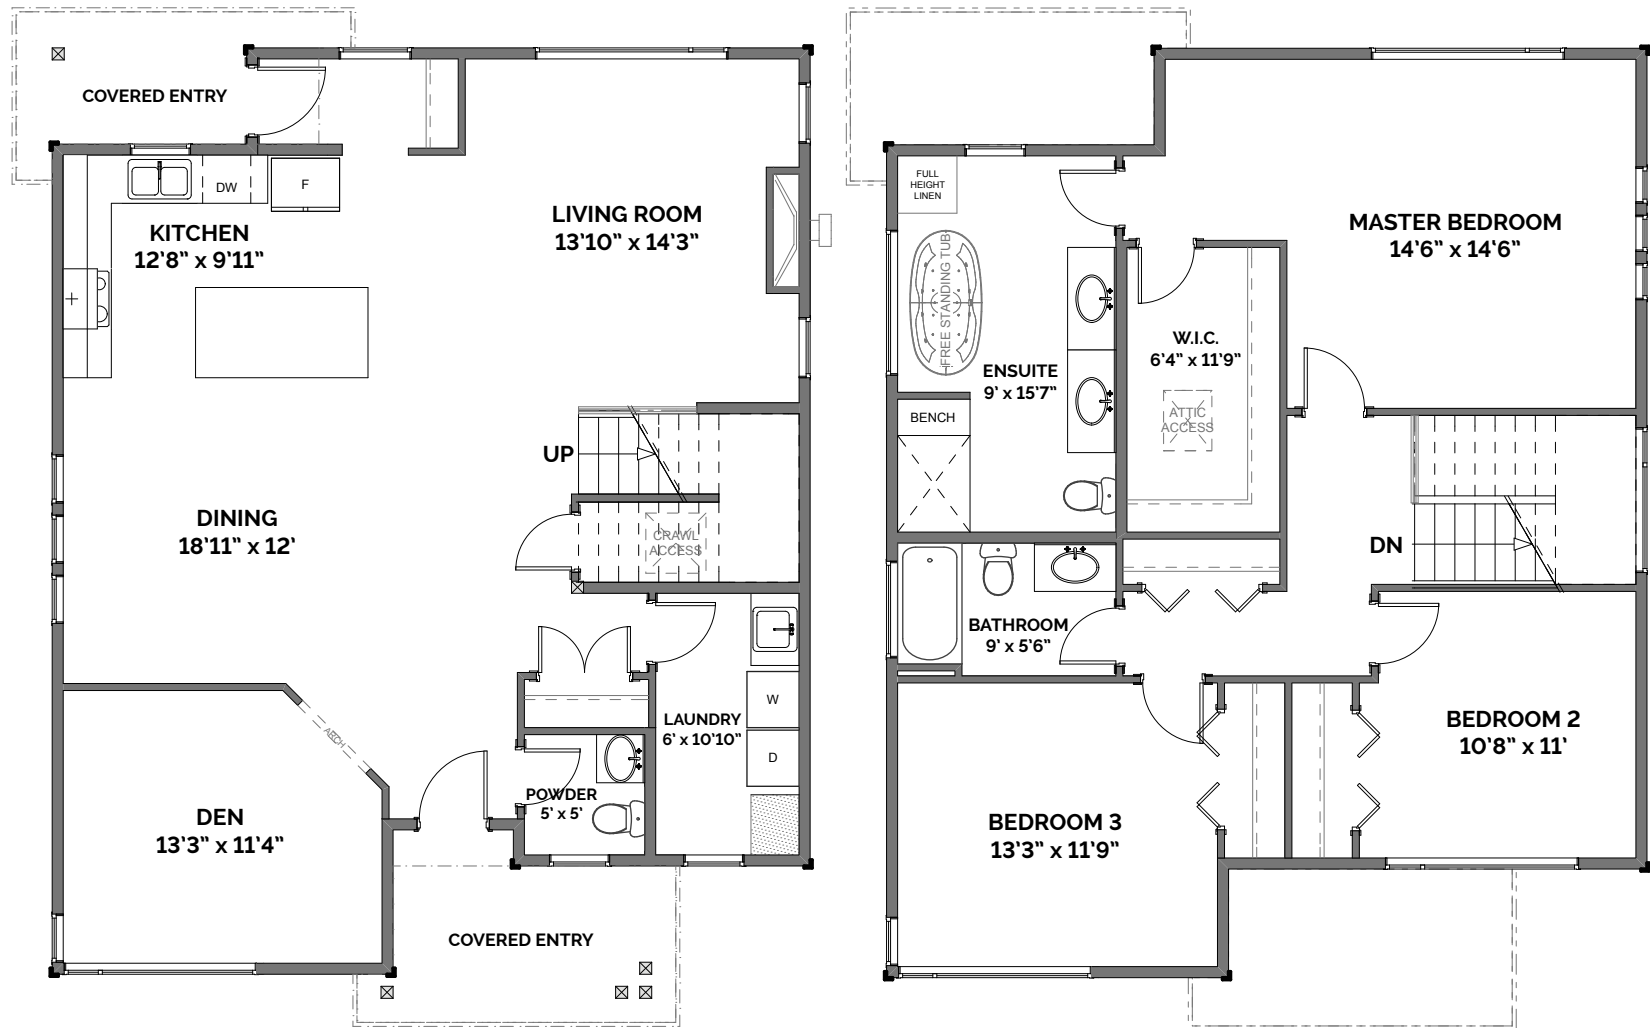 COVERED ENTRY
KITCHEN
12'8" x 9'11"
DW
F
LIVING ROOM
13'10" x 14'3"
UP
DINING
18'11" x 12'
CRAWL
ACCESS
LAUNDRY
6' x 10'10"
W
D
POWDER
5' x 5'
ARCH
DEN
13'3" x 11'4"
COVERED ENTRY
FULL
HEIGHT
LINEN
FREE STANDING TUB
ENSUITE
9' x 15'7"
BENCH
MASTER BEDROOM
14'6" x 14'6"
W.I.C.
6'4" x 11'9"
ATTIC
ACCESS
DN
BATHROOM
9' x 5'6"
BEDROOM 2
10'8" x 11'
BEDROOM 3
13'3" x 11'9"